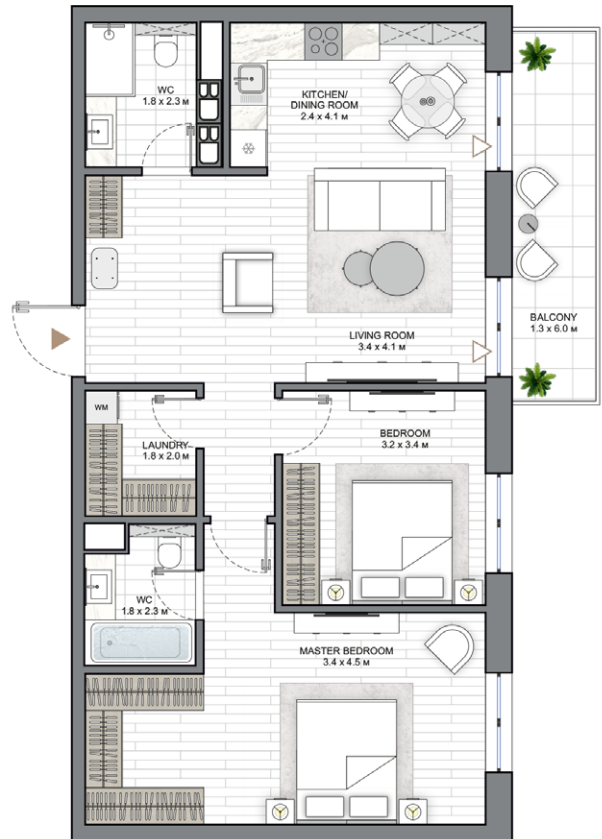 WC
1.8 x 2.3 м
KITCHEN/
DINING ROOM
2.4 x 4.1 м
LIVING ROOM
3.4 x 4.1 м
BALCONY
1.3 x 6.0 м
WM
LAUNDRY
1.8 x 2.0 м
BEDROOM
3.2 x 3.4 м
WC
1.8 x 2.3 м
MASTER BEDROOM
3.4 x 4.5 м